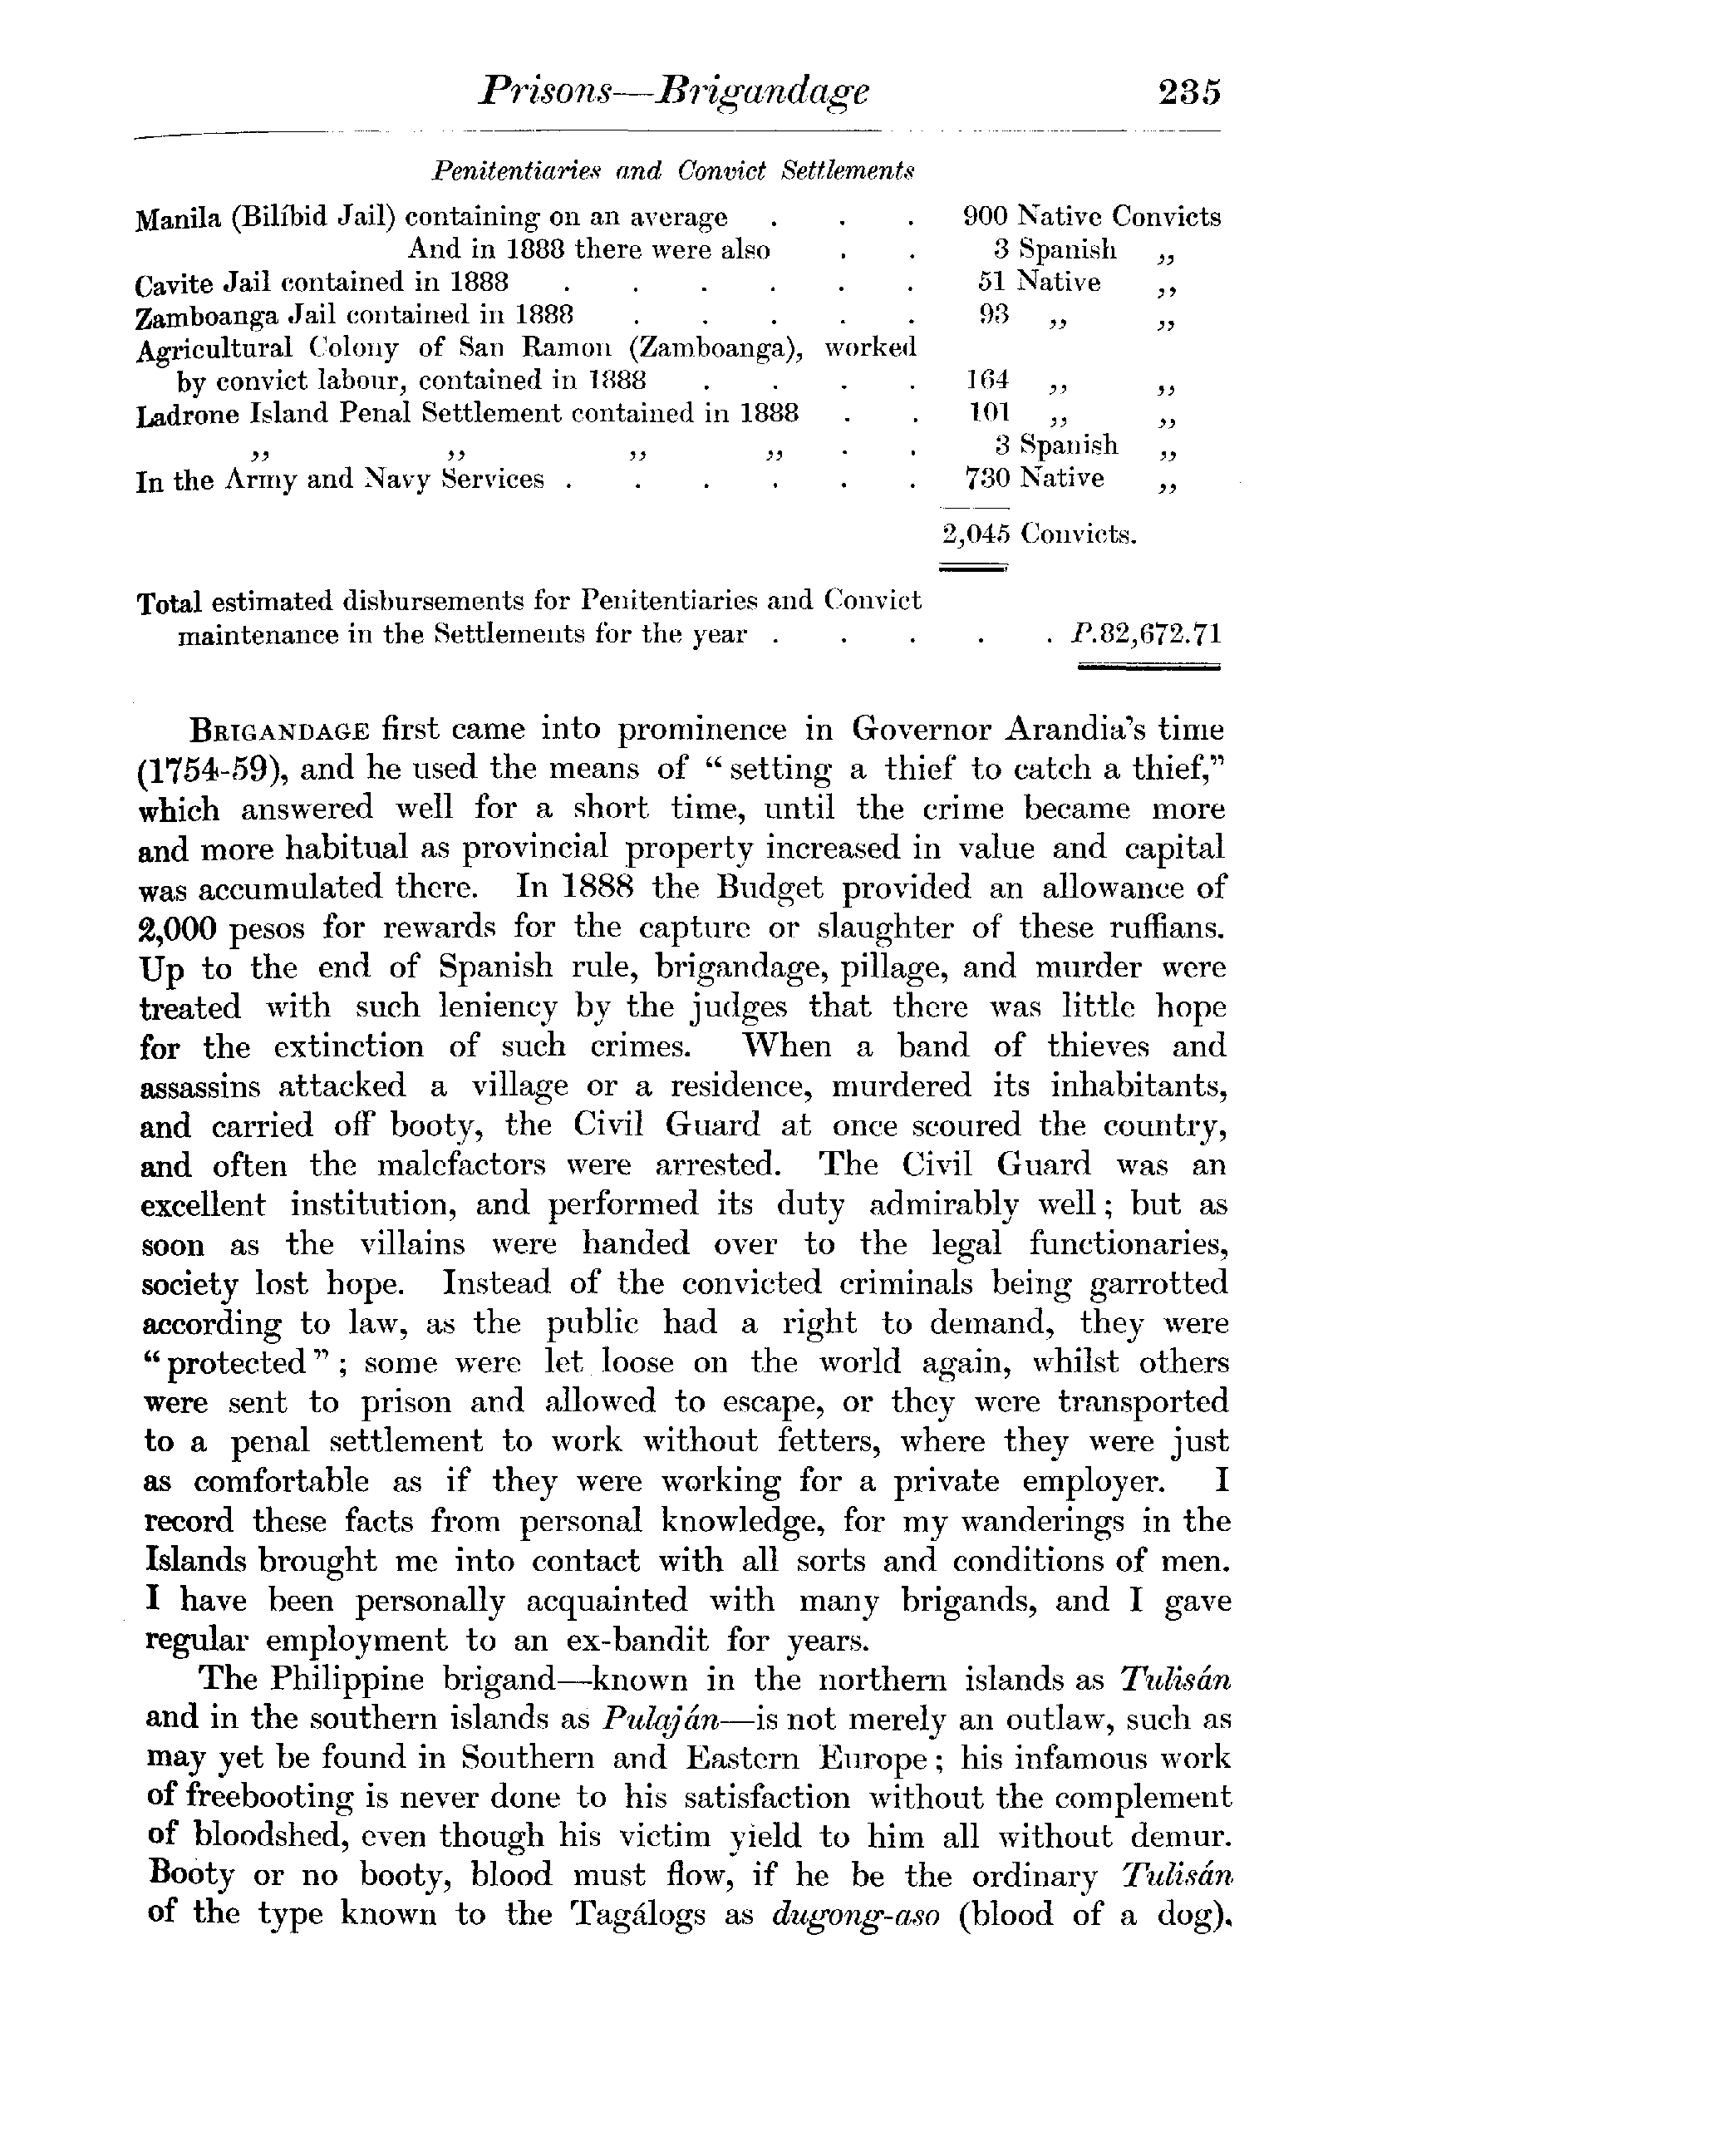 Prisons—Brigandage 235
Penitentiaries and Convict Settlements
Manila (Bilíbid Jail) containing on an average . . . 900 Native Convicts
And in 1888 there were also . . 3 Spanish „
Cavite Jail contained in 1888 . . . . . . 51 Native „
Zamboanga Jail contained in 1888 . . . . . 93 „ „
Agricultural Colony of San Ramon (Zamboanga), worked
by convict labour, contained in 1888 . . . . 164 „ „
Ladrone Island Penal Settlement contained in 1888 . . 101 „ „
„ „ „ „ . . 3 Spanish „
In the Army and Navy Services . . . . . . 730 Native „
2,045 Convicts.
Total estimated disbursements for Penitentiaries and Convict
maintenance in the Settlements for the year . . . . . P.82,672.71
BRIGANDAGE first came into prominence in Governor Arandia's time
(1754-59), and he used the means of “setting a thief to catch a thief,”
which answered well for a short time, until the crime became more
and more habitual as provincial property increased in value and capital
was accumulated there. In 1888 the Budget provided an allowance of
2,000 pesos for rewards for the capture or slaughter of these ruffians.
Up to the end of Spanish rule, brigandage, pillage, and murder were
treated with such leniency by the judges that there was little hope
for the extinction of such crimes. When a band of thieves and
assassins attacked a village or a residence, murdered its inhabitants,
and carried off booty, the Civil Guard at once scoured the country,
and often the malefactors were arrested. The Civil Guard was an
excellent institution, and performed its duty admirably well; but as
soon as the villains were handed over to the legal functionaries,
society lost hope. Instead of the convicted criminals being garrotted
according to law, as the public had a right to demand, they were
“protected”; some were let loose on the world again, whilst others
were sent to prison and allowed to escape, or they were transported
to a penal settlement to work without fetters, where they were just
as comfortable as if they were working for a private employer. I
record these facts from personal knowledge, for my wanderings in the
Islands brought me into contact with all sorts and conditions of men.
I have been personally acquainted with many brigands, and I gave
regular employment to an ex-bandit for years.
The Philippine brigand—known in the northern islands as Tulisán
and in the southern islands as Pulaján—is not merely an outlaw, such as
may yet be found in Southern and Eastern Europe; his infamous work
of freebooting is never done to his satisfaction without the complement
of bloodshed, even though his victim yield to him all without demur.
Booty or no booty, blood must flow, if he be the ordinary Tulisán
of the type known to the Tagálogs as dugong-aso (blood of a dog),